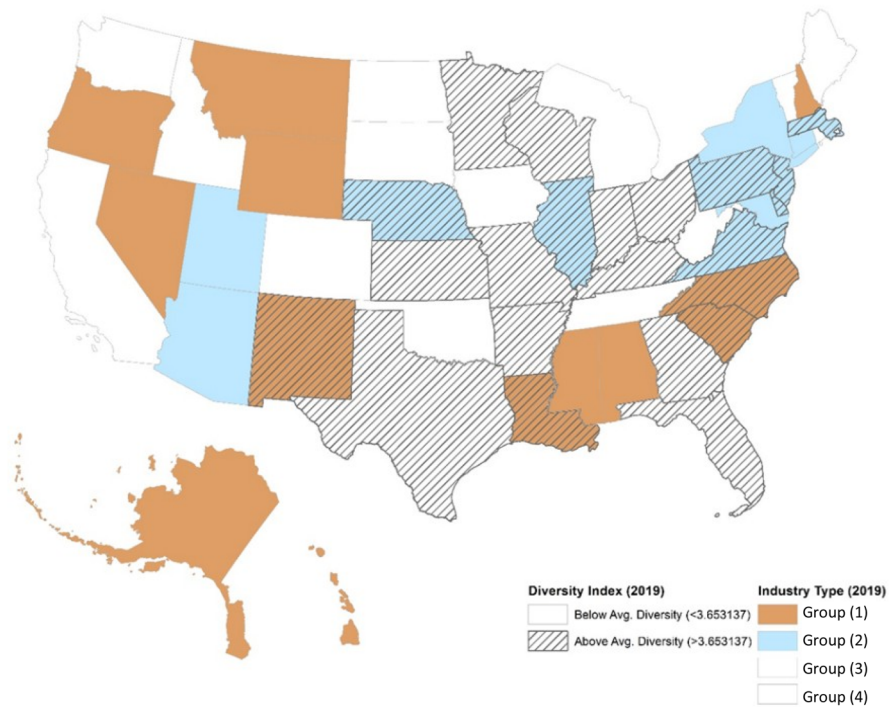 Diversity Index (2019)
Below Avg. Diversity (<3.653137)
Above Avg. Diversity (>3.653137)
Industry Type (2019)
Group (1)
Group (2)
Group (3)
Group (4)